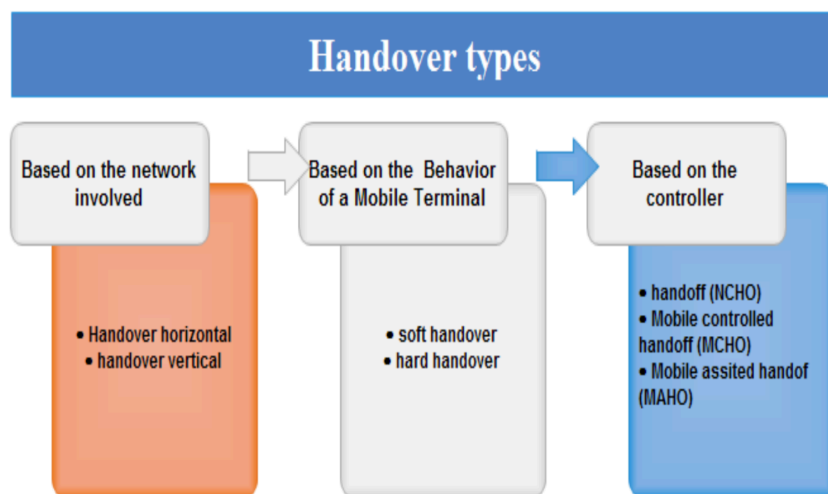 Handover types
Based on the network
involved
• Handover horizontal
• handover vertical
Based on the Behavior
of a Mobile Terminal
• soft handover
• hard handover
Based on the
controller
• handoff (NCHO)
• Mobile controlled
handoff (MCHO)
• Mobile assited handof
(MAHO)